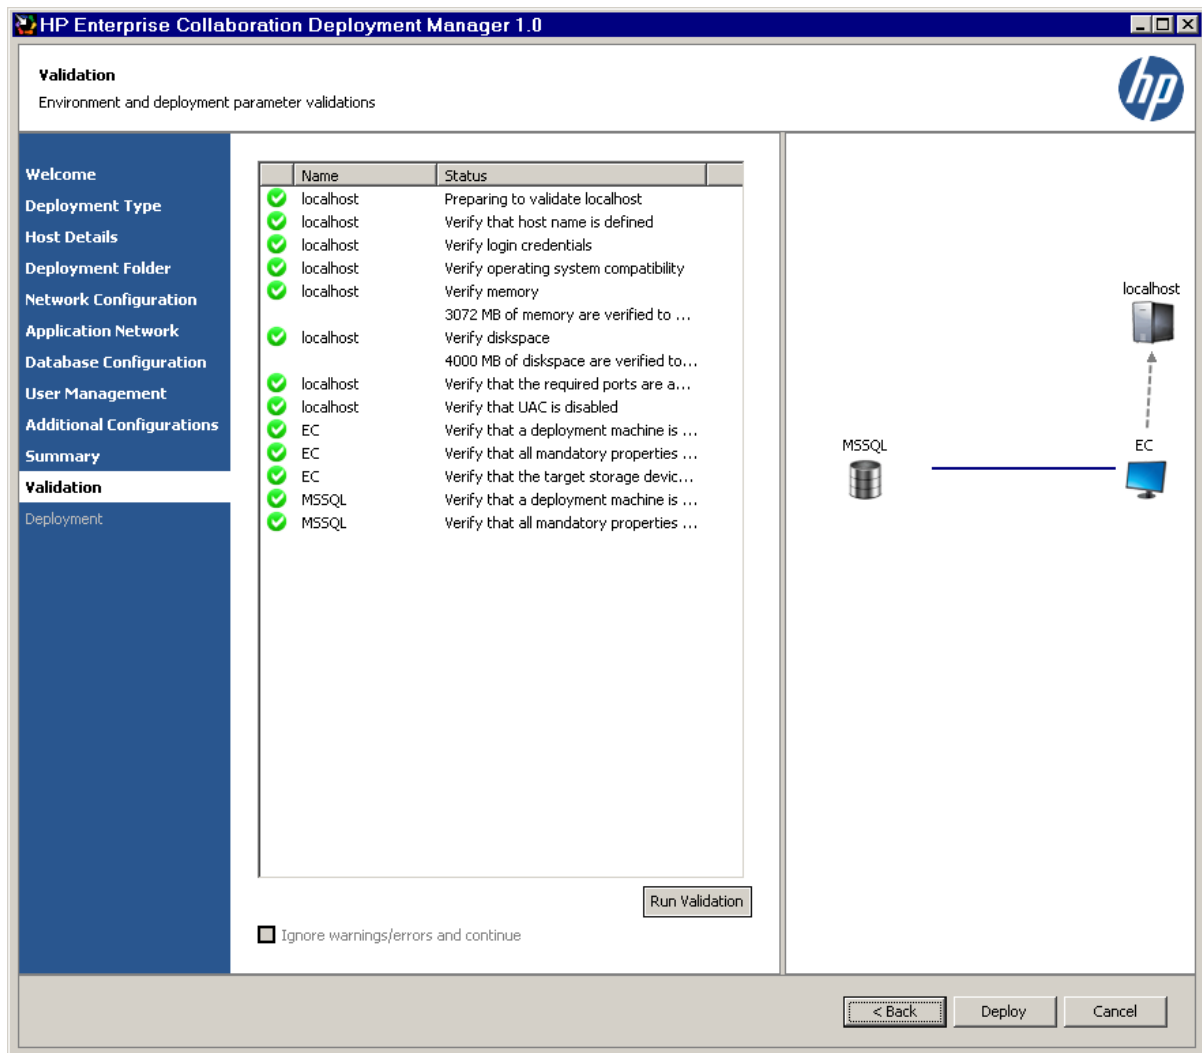 HP Enterprise Collaboration Deployment Manager 1.0
Validation
Environment and deployment parameter validations
hp
Welcome
Deployment Type
Host Details
Deployment Folder
Network Configuration
Application Network
Database Configuration
User Management
Additional Configurations
Summary
Validation
Deployment
Name Status
localhost Preparing to validate localhost
localhost Verify that host name is defined
localhost Verify login credentials
localhost Verify operating system compatibility
localhost Verify memory
3072 MB of memory are verified to ...
localhost Verify diskspace
4000 MB of diskspace are verified to...
localhost Verify that the required ports are a...
localhost Verify that UAC is disabled
EC Verify that a deployment machine is ...
EC Verify that all mandatory properties ...
EC Verify that the target storage devic...
MSSQL Verify that a deployment machine is ...
MSSQL Verify that all mandatory properties ...
Run Validation
Ignore warnings/errors and continue
localhost
MSSQL
EC
< Back
Deploy
Cancel